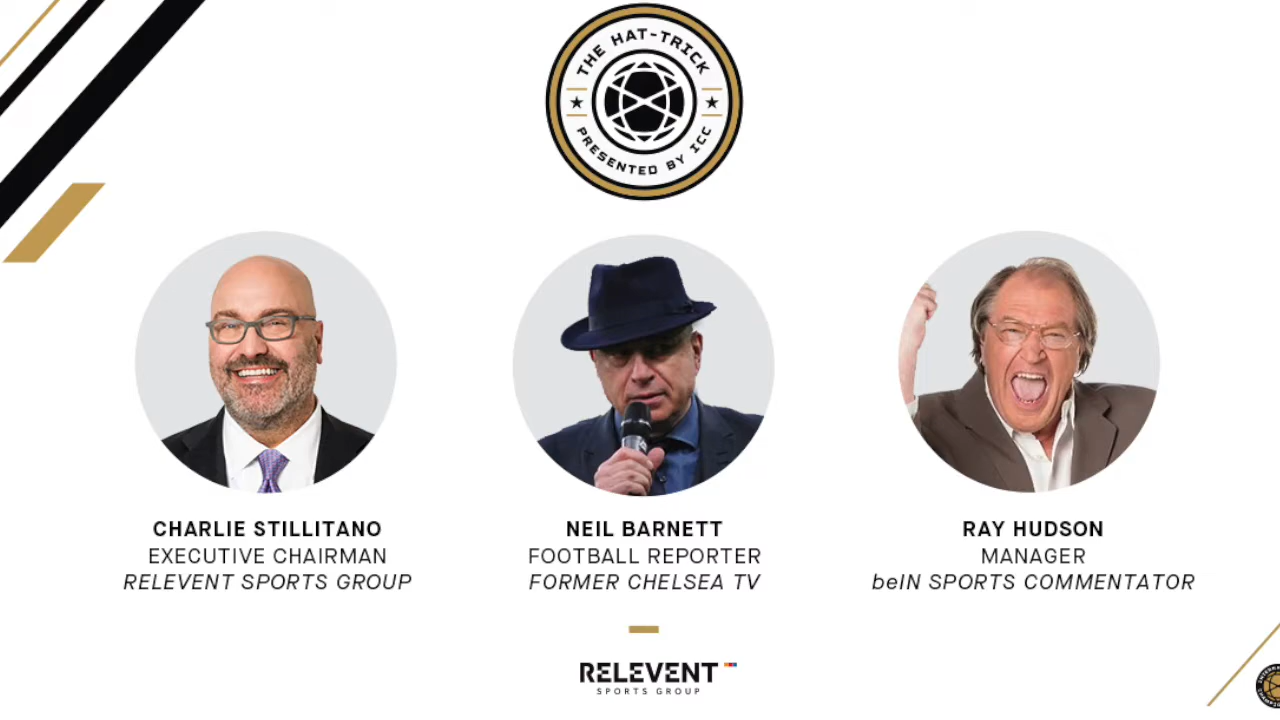 THE HAT-TRICK
PRESENTED BY ICC
CHARLIE STILLITANO
EXECUTIVE CHAIRMAN
RELEVENT SPORTS GROUP
NEIL BARNETT
FOOTBALL REPORTER
FORMER CHELSEA TV
RAY HUDSON
MANAGER
beIN SPORTS COMMENTATOR
RELEVENT
SPORTS GROUP